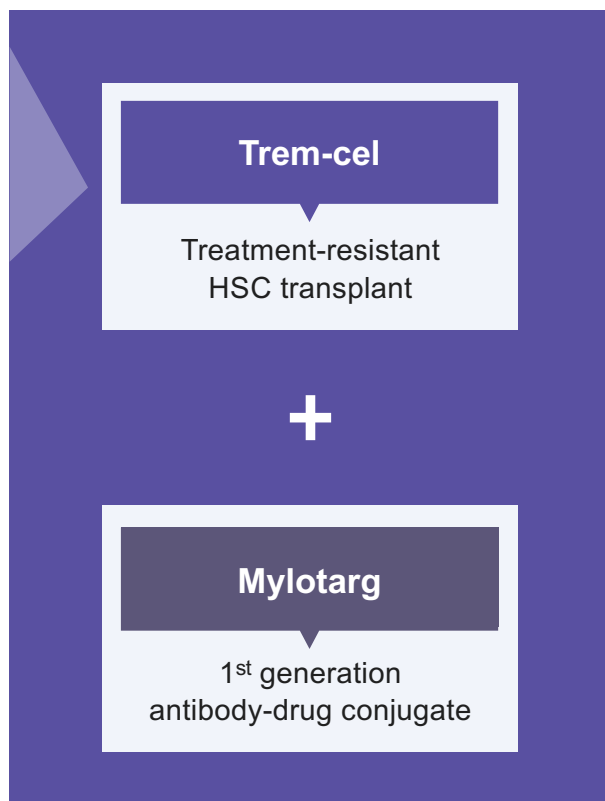 Trem-cel
Treatment-resistant
HSC transplant
+
Mylotarg
1st generation
antibody-drug conjugate